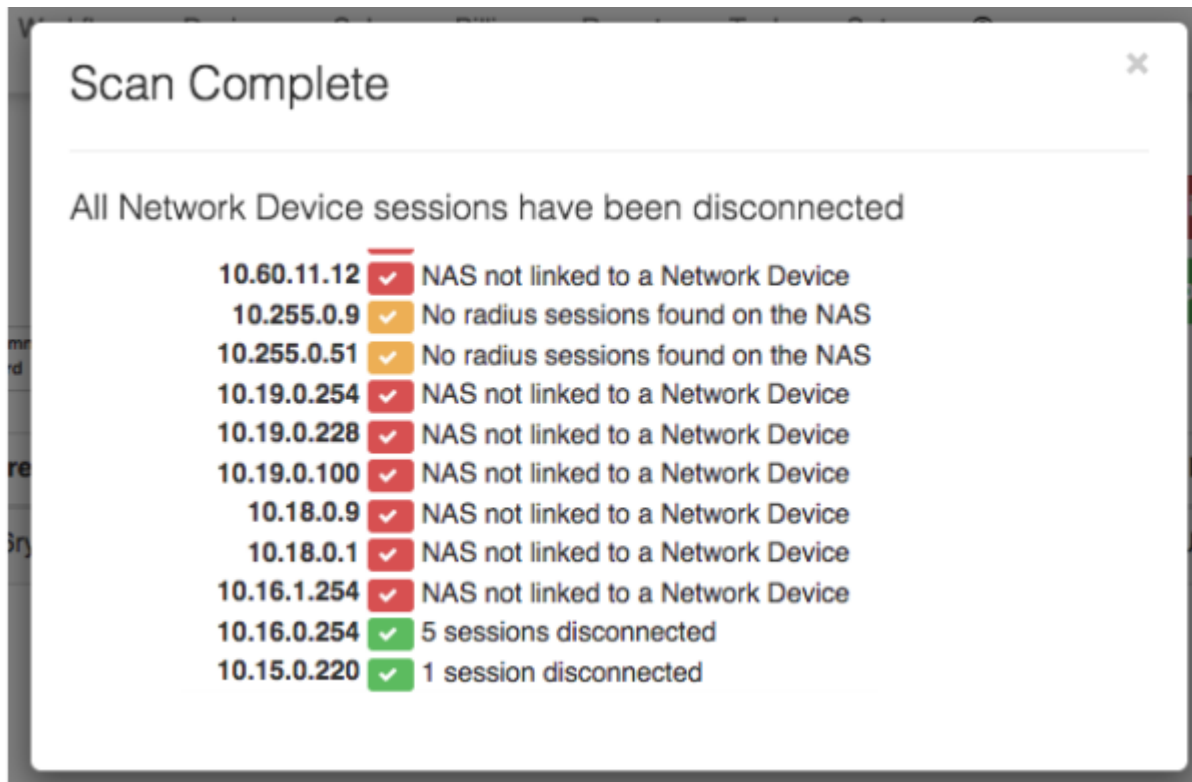 Scan Complete
×
All Network Device sessions have been disconnected
10.60.11.12 NAS not linked to a Network Device
10.255.0.9 No radius sessions found on the NAS
10.255.0.51 No radius sessions found on the NAS
10.19.0.254 NAS not linked to a Network Device
10.19.0.228 NAS not linked to a Network Device
10.19.0.100 NAS not linked to a Network Device
10.18.0.9 NAS not linked to a Network Device
10.18.0.1 NAS not linked to a Network Device
10.16.1.254 NAS not linked to a Network Device
10.16.0.254 5 sessions disconnected
10.15.0.220 1 session disconnected